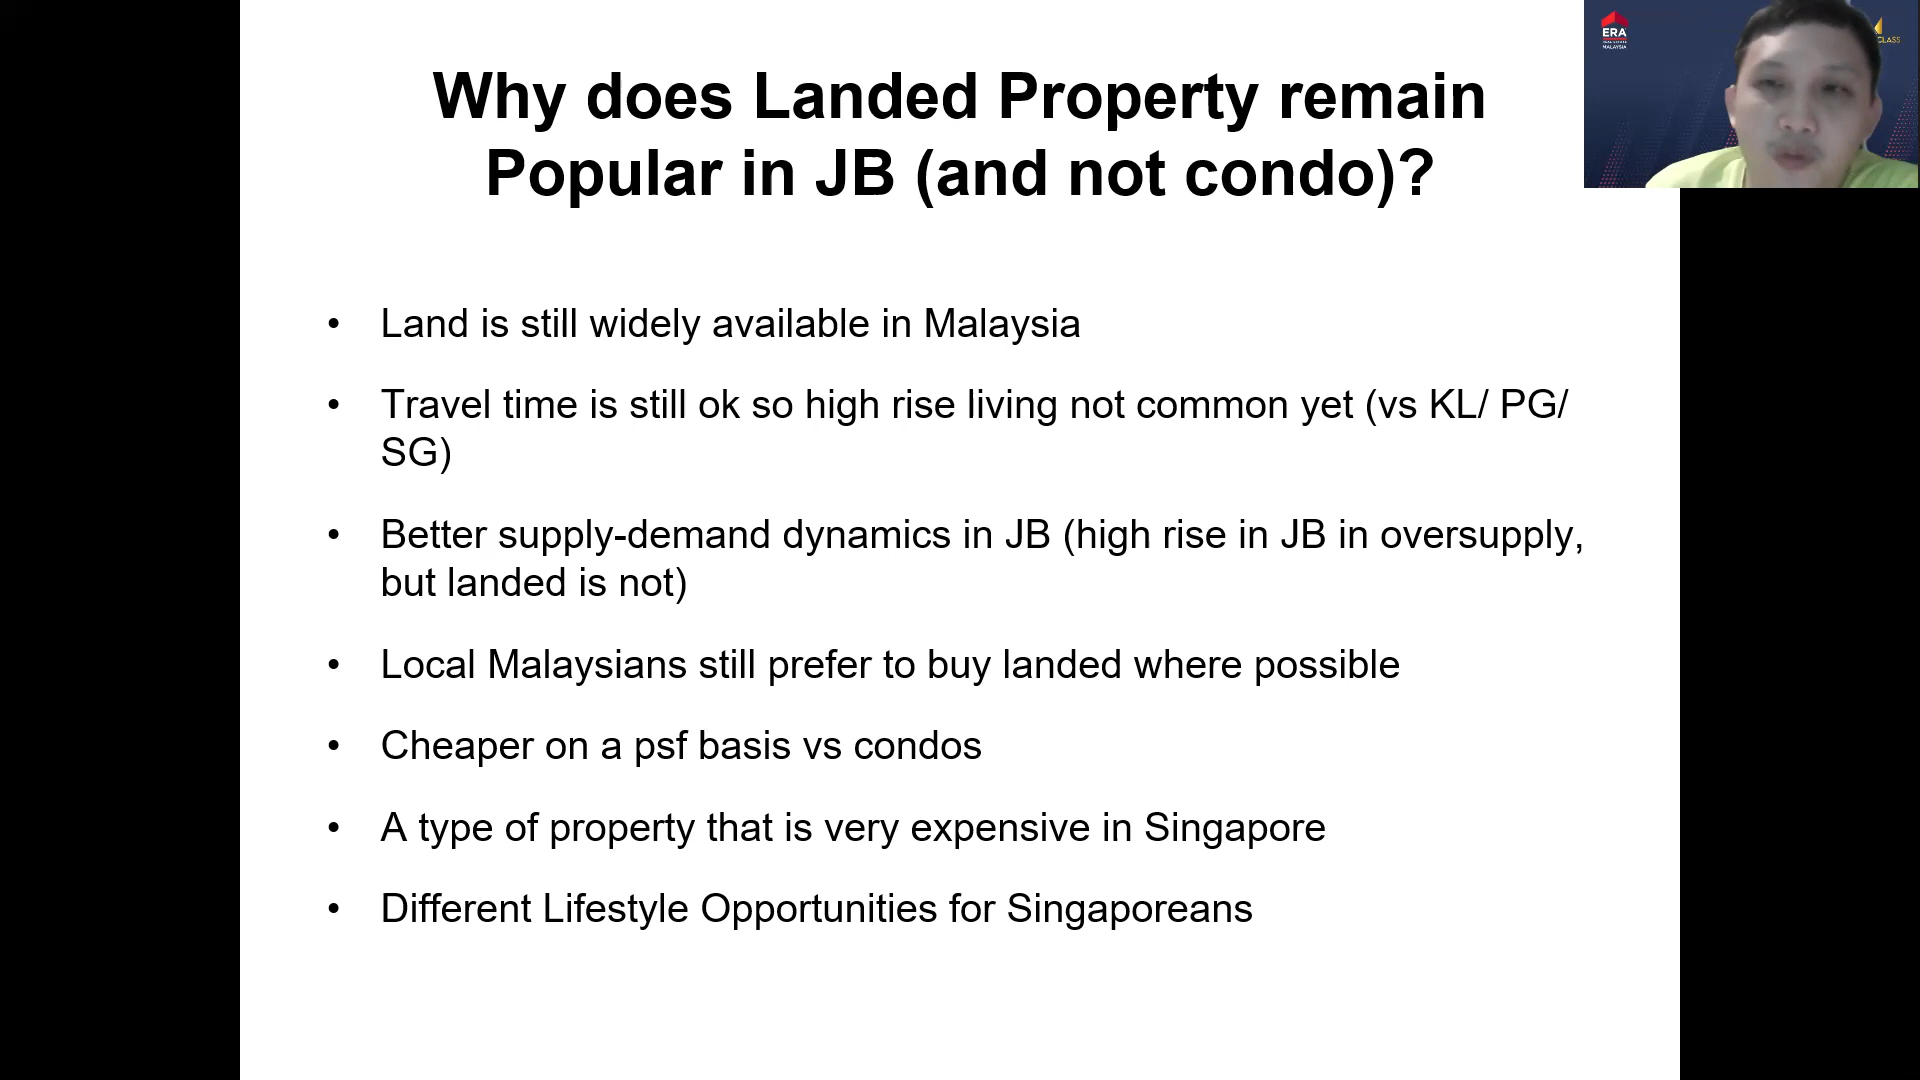 Why does Landed Property remain
Popular in JB (and not condo)?
• Land is still widely available in Malaysia
• Travel time is still ok so high rise living not common yet (vs KL/ PG/
SG)
• Better supply-demand dynamics in JB (high rise in JB in oversupply,
but landed is not)
• Local Malaysians still prefer to buy landed where possible
• Cheaper on a psf basis vs condos
• A type of property that is very expensive in Singapore
• Different Lifestyle Opportunities for Singaporeans
ERA
MALAYSIA